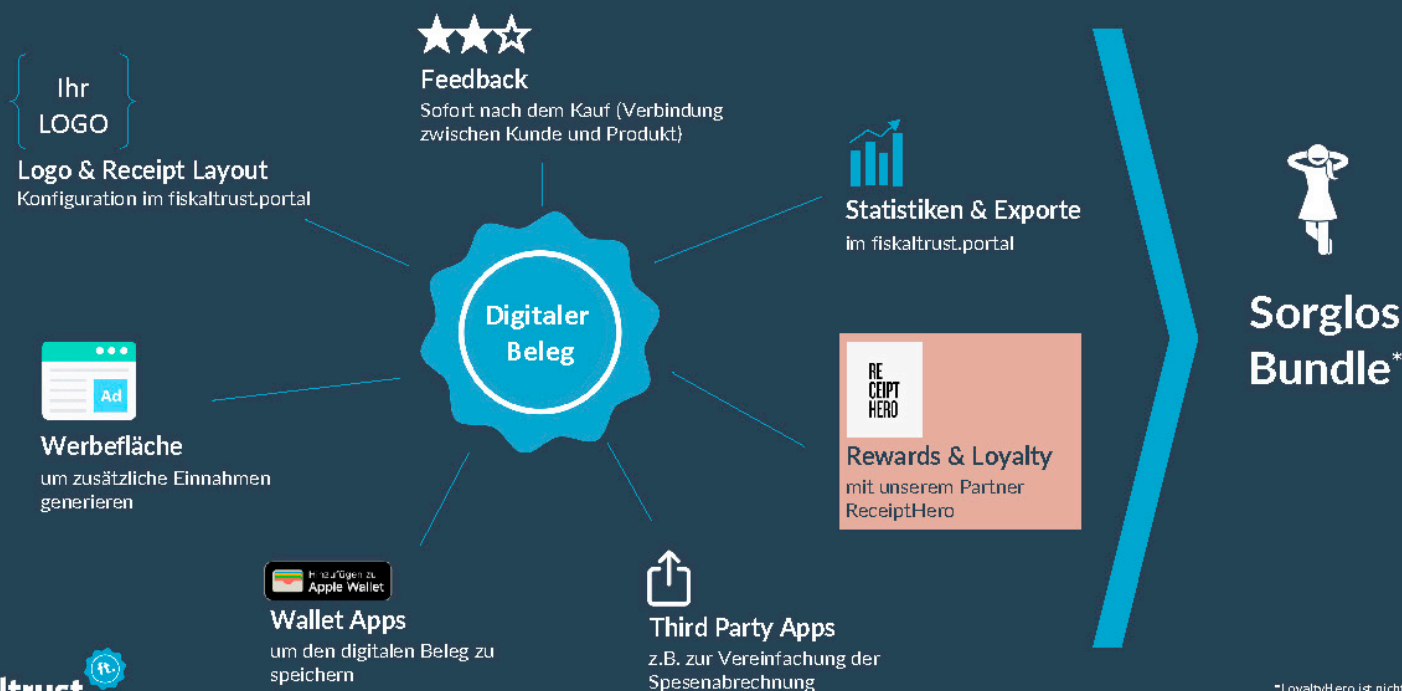 Ihr
LOGO
Logo & Receipt Layout
Konfiguration im fiskaltrust.portal
Feedback
Sofort nach dem Kauf (Verbindung
zwischen Kunde und Produkt)
Statistiken & Exporte
im fiskaltrust.portal
Digitaler
Beleg
Ad
Werbefläche
um zusätzliche Einnahmen
generieren
RE
CEIPT
HERO
Rewards & Loyalty
mit unserem Partner
ReceiptHero
Hinzufügen zu
Apple Wallet
Wallet Apps
um den digitalen Beleg zu
speichern
Third Party Apps
z.B. zur Vereinfachung der
Spesenabrechnung
Sorglos
Bundle*
ft.
*LoyaltyHero ist nicht